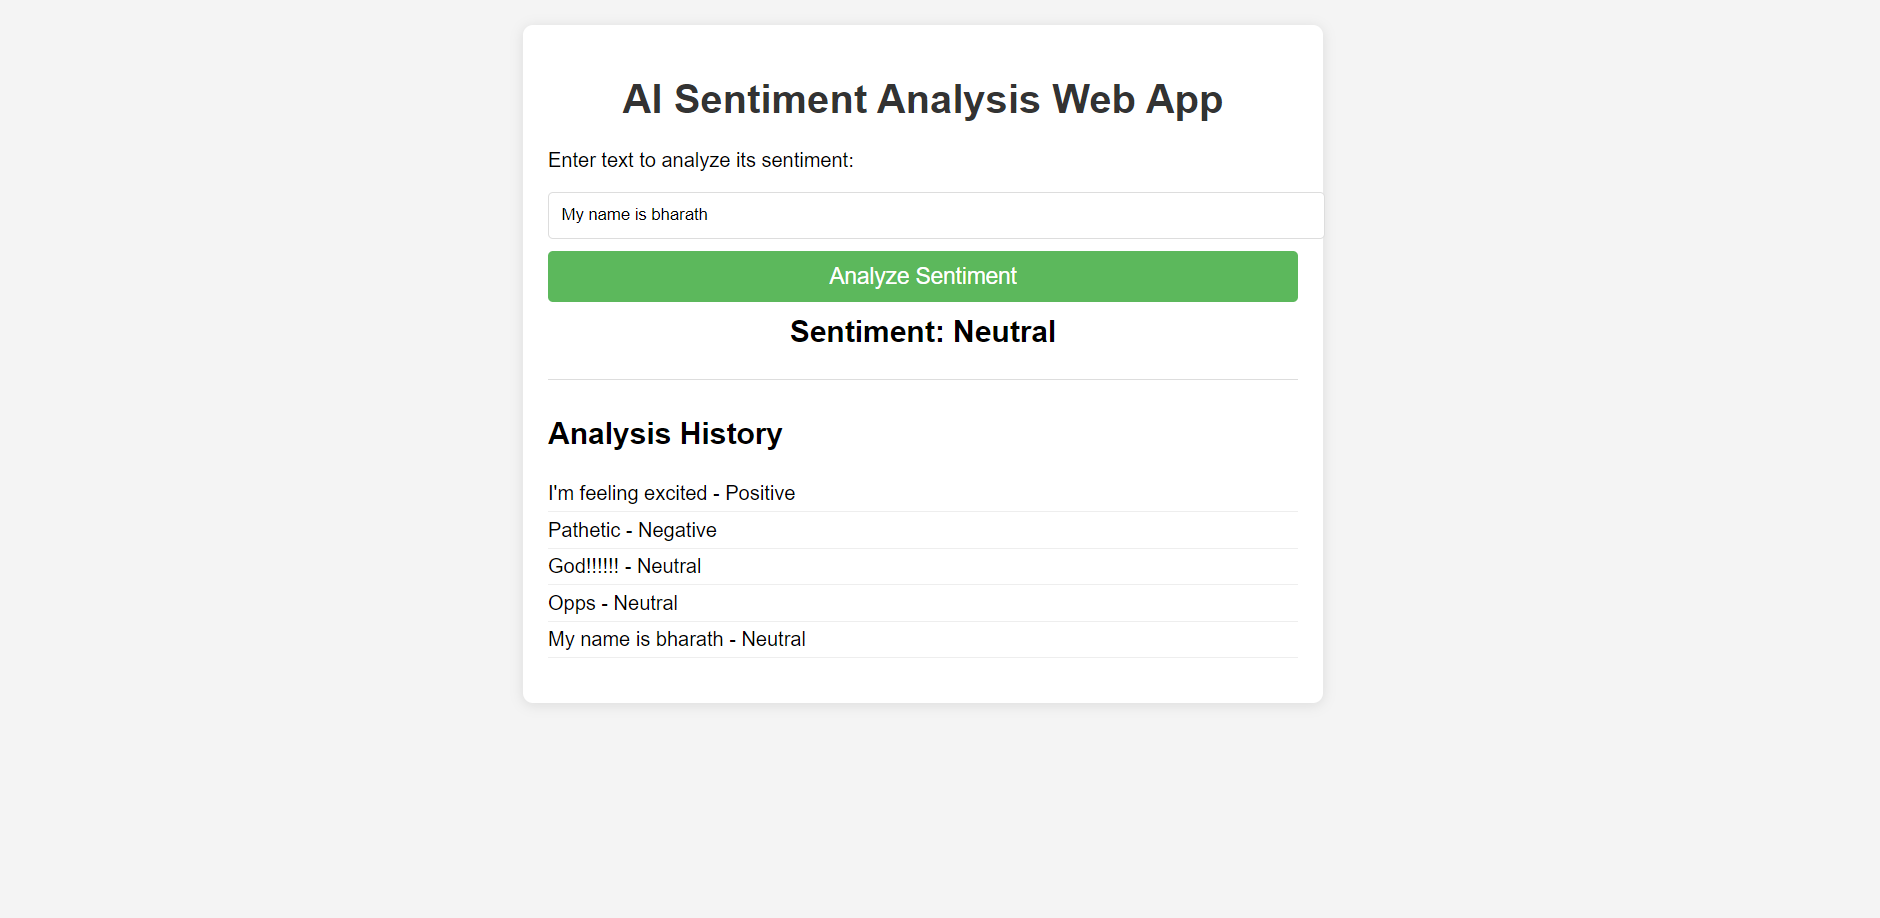 AI Sentiment Analysis Web App
Enter text to analyze its sentiment:
My name is bharath
Analyze Sentiment
Sentiment: Neutral
Analysis History
I'm feeling excited - Positive
Pathetic - Negative
God!!!!!! - Neutral
Opps - Neutral
My name is bharath - Neutral